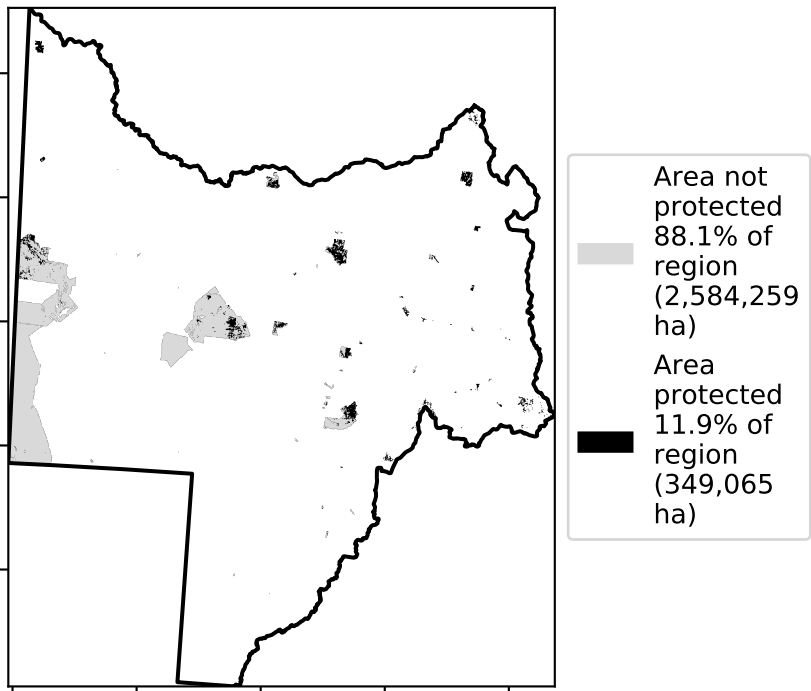 Area not
protected
88.1% of
region
(2,584,259
ha)
Area
protected
11.9% of
region
(349,065
ha)